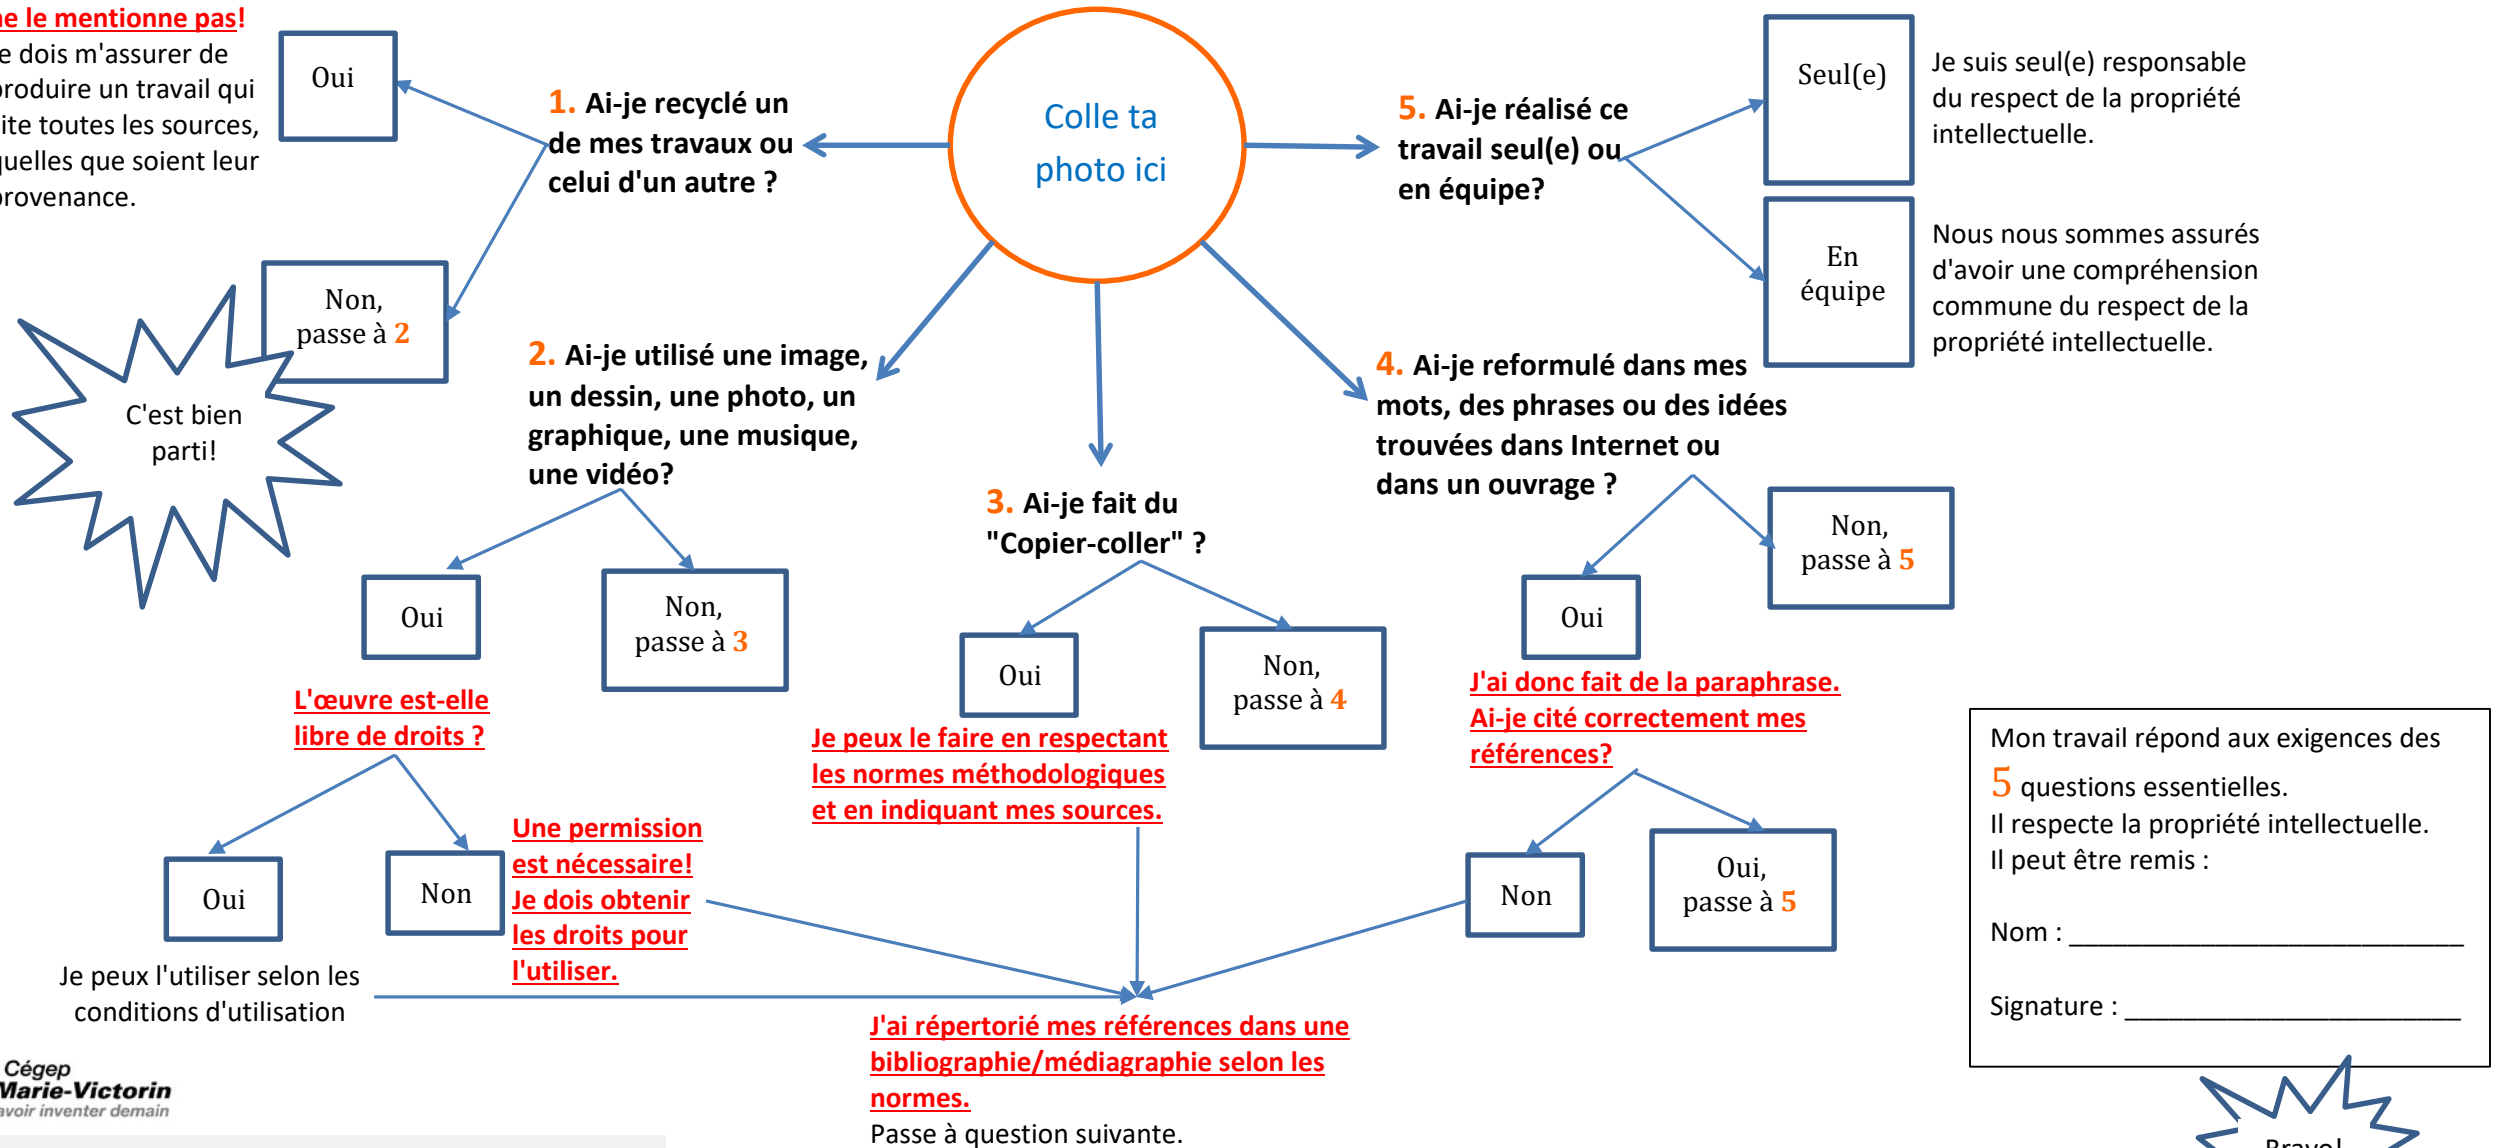 ne le mentionne pas!
e dois m'assurer de
produire un travail qui
ite toutes les sources,
quelles que soient leur
provenance.
Oui
1. Ai-je recyclé un
de mes travaux ou
celui d'un autre ?
Non,
passe à 2
C'est bien
parti!
Colle ta
photo ici
2. Ai-je utilisé une image,
un dessin, une photo, un
graphique, une musique,
une vidéo?
Oui
Non,
passe à 3
L'œuvre est-elle
libre de droits ?
Oui
Non
Je peux l'utiliser selon les
conditions d'utilisation
Une permission
est nécessaire!
Je dois obtenir
les droits pour
l'utiliser.
3. Ai-je fait du
"Copier-coller" ?
Oui
Non,
passe à 4
Je peux le faire en respectant
les normes méthodologiques
et en indiquant mes sources.
4. Ai-je reformulé dans mes
mots, des phrases ou des idées
trouvées dans Internet ou
dans un ouvrage ?
Non,
passe à 5
Oui
J'ai donc fait de la paraphrase.
Ai-je cité correctement mes
références?
Non
Oui,
passe à 5
J'ai répertorié mes références dans une
bibliographie/médiagraphie selon les
normes.
Passe à question suivante.
5. Ai-je réalisé ce
travail seul(e) ou
en équipe?
Seul(e)
Je suis seul(e) responsable
du respect de la propriété
intellectuelle.
En
équipe
Nous nous sommes assurés
d'avoir une compréhension
commune du respect de la
propriété intellectuelle.
Mon travail répond aux exigences des
5 questions essentielles.
Il respecte la propriété intellectuelle.
Il peut être remis :
Nom : ___________________________
Signature : _______________________
Bravo!
Cégep
Marie-Victorin
avoir inventer demain